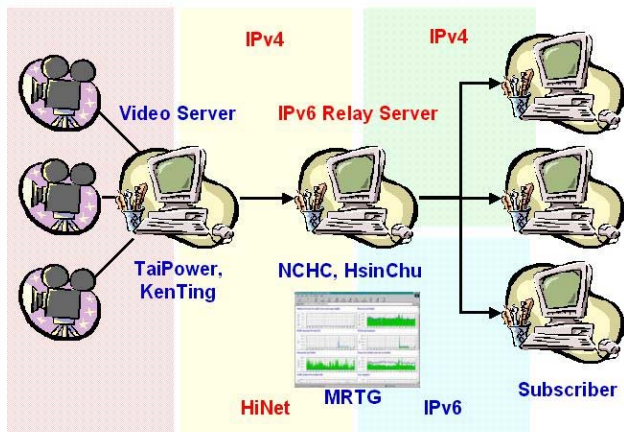 IPv4
IPv4
Video Server
IPv6 Relay Server
TaiPower,
KenTing
NCHC, HsinChu
MRTG
Subscriber
HiNet
IPv6